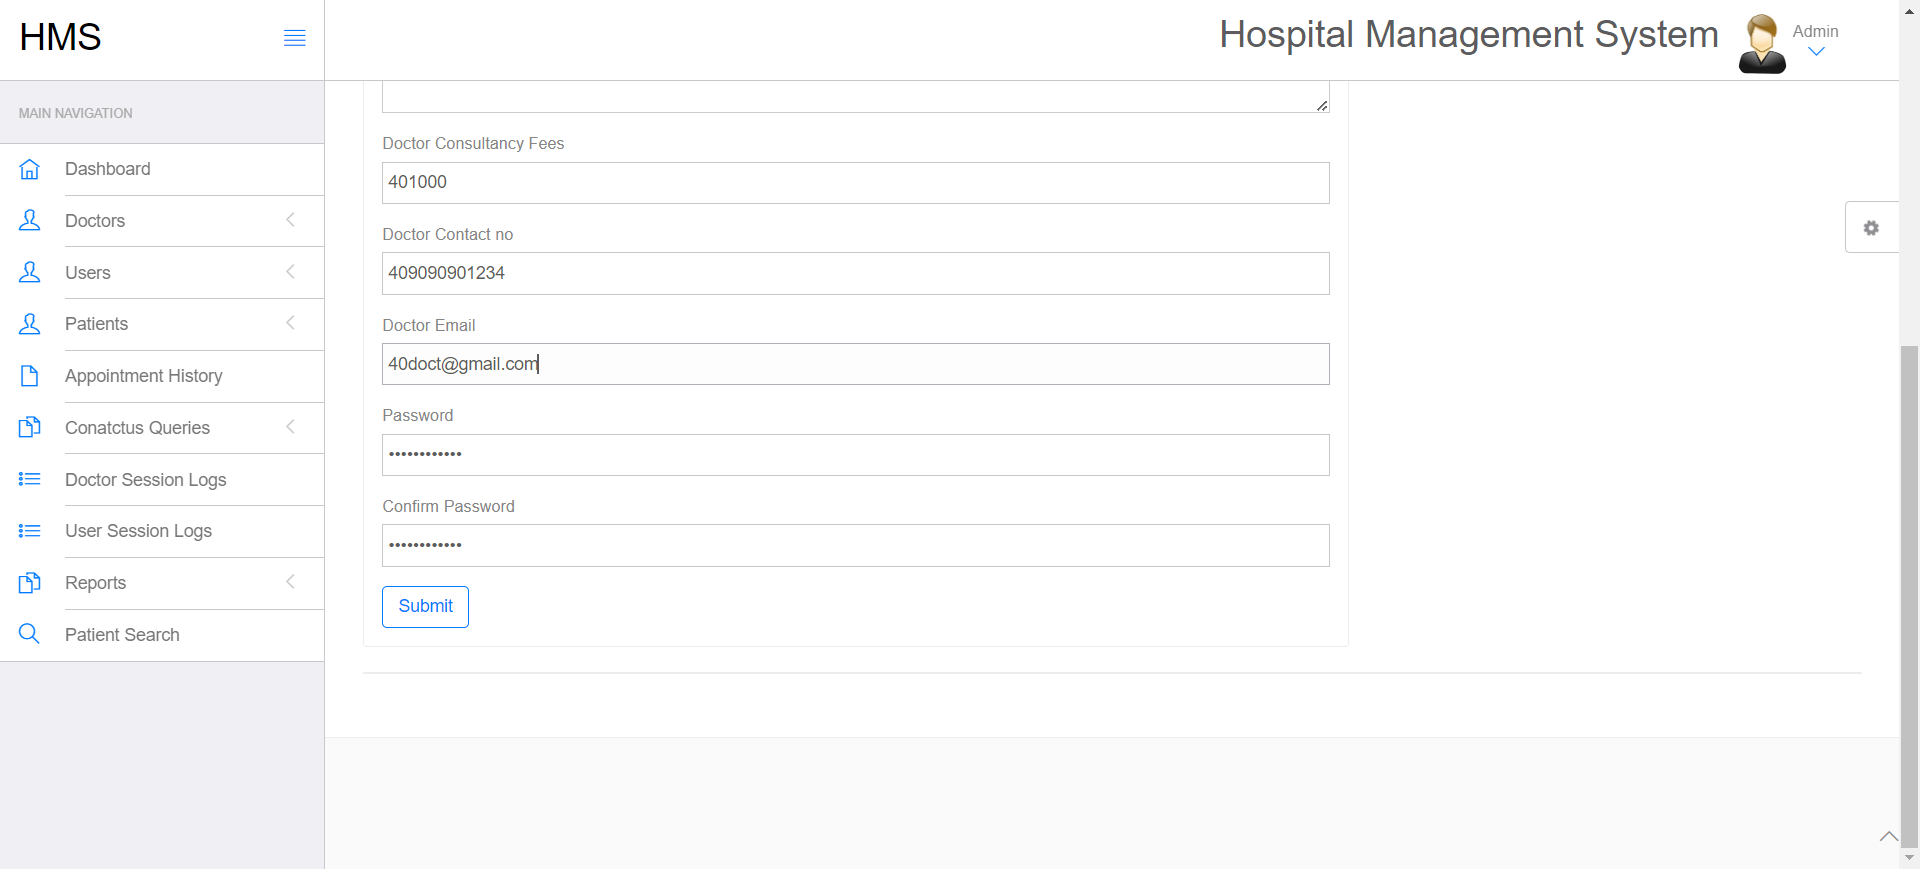 HMS
Hospital Management System
Admin
MAIN NAVIGATION
Dashboard
Doctors
Users
Patients
Appointment History
Conatctus Queries
Doctor Session Logs
User Session Logs
Reports
Patient Search
Doctor Consultancy Fees
401000
Doctor Contact no
409090901234
Doctor Email
40doct@gmail.com
Password
••••••••••••
Confirm Password
••••••••••••
Submit